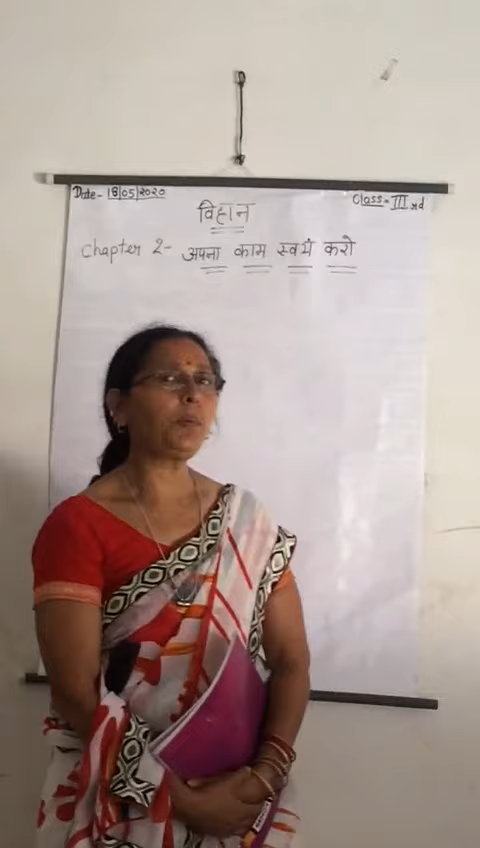 Date- 18/05/2020
Class- III rd
विहान
Chapter 2- अपना काम स्वयं करो